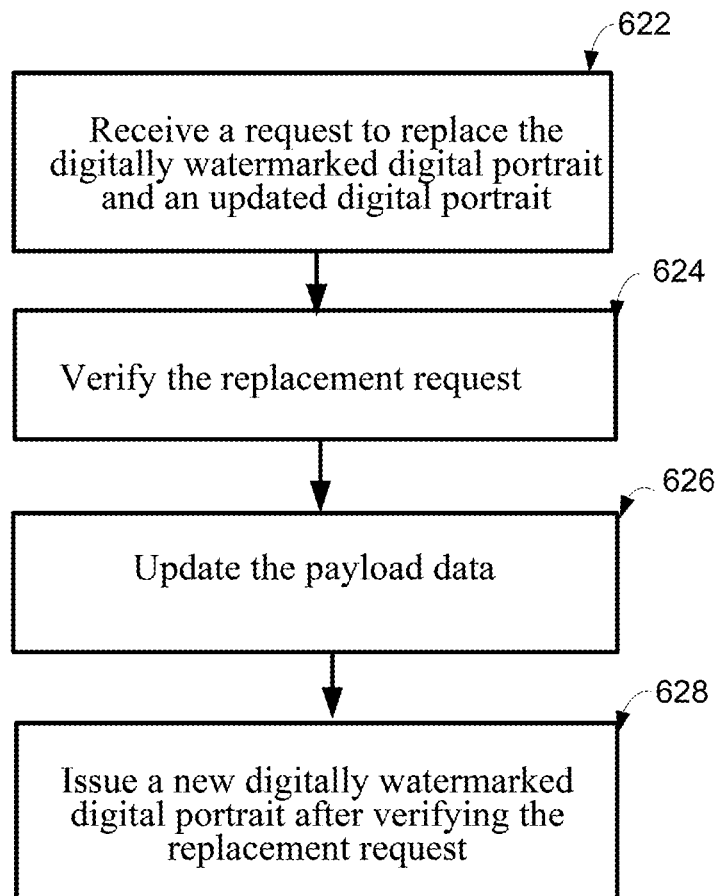 622
Receive a request to replace the
digitally watermarked digital portrait
and an updated digital portrait
624
Verify the replacement request
626
Update the payload data
628
Issue a new digitally watermarked
digital portrait after verifying the
replacement request